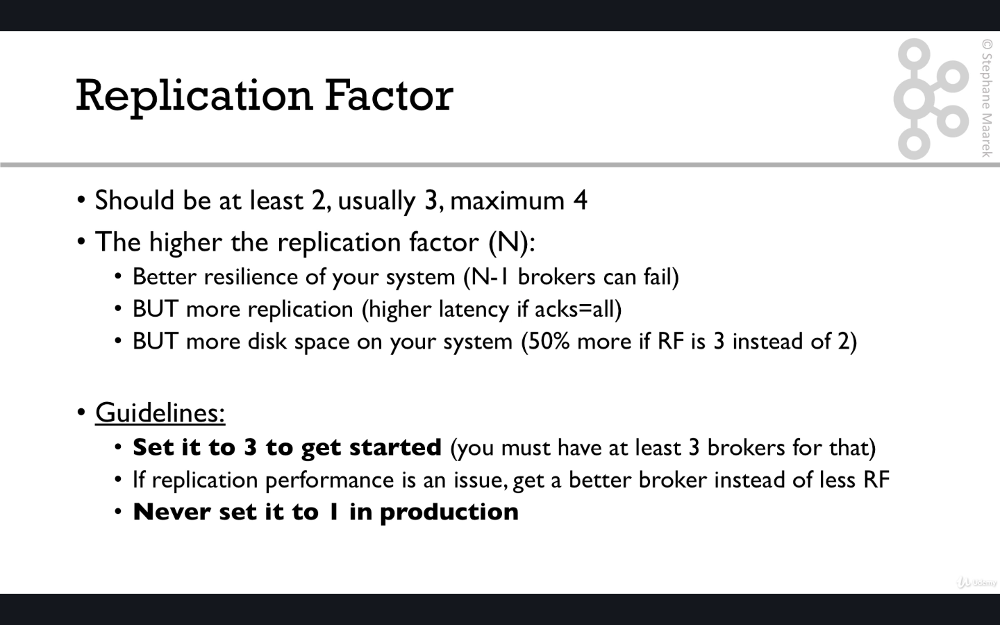 © Stephane Maarek
Replication Factor
• Should be at least 2, usually 3, maximum 4
• The higher the replication factor (N):
• Better resilience of your system (N-1 brokers can fail)
• BUT more replication (higher latency if acks=all)
• BUT more disk space on your system (50% more if RF is 3 instead of 2)
• Guidelines:
• Set it to 3 to get started (you must have at least 3 brokers for that)
• If replication performance is an issue, get a better broker instead of less RF
• Never set it to 1 in production
Udemy